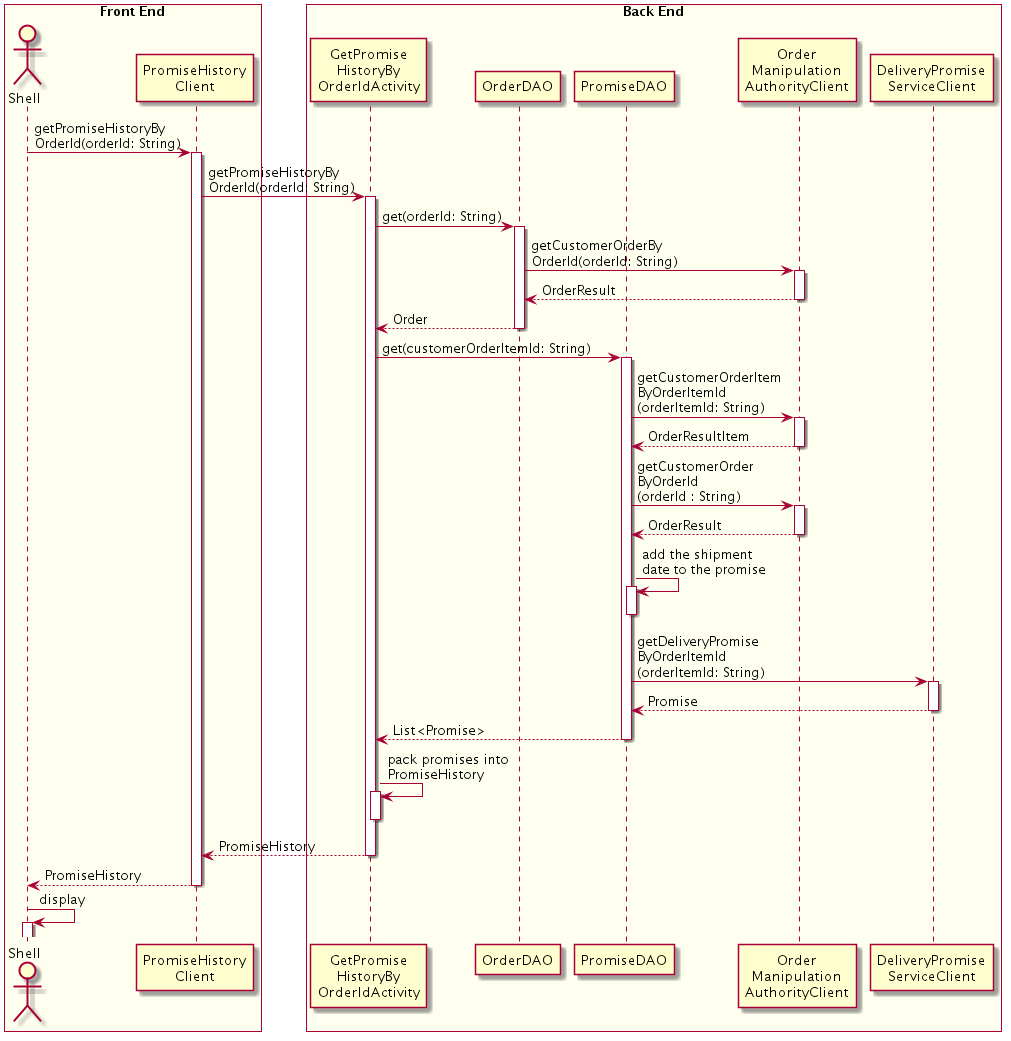 Front End
Back End
Shell
PromiseHistory
Client
GetPromise
HistoryBy
OrderIdActivity
OrderDAO
PromiseDAO
Order
Manipulation
AuthorityClient
DeliveryPromise
ServiceClient
getPromiseHistoryBy
OrderId(orderId: String)
getPromiseHistoryBy
OrderId(orderId: String)
get(orderId: String)
getCustomerOrderBy
OrderId(orderId: String)
OrderResult
Order
get(customerOrderItemId: String)
getCustomerOrderItem
ByOrderItemId
(orderItemId: String)
OrderResultItem
getCustomerOrder
ByOrderId
(orderId : String)
OrderResult
add the shipment
date to the promise
getDeliveryPromise
ByOrderItemId
(orderItemId: String)
Promise
List<Promise>
pack promises into
PromiseHistory
PromiseHistory
PromiseHistory
display
Shell
PromiseHistory
Client
GetPromise
HistoryBy
OrderIdActivity
OrderDAO
PromiseDAO
Order
Manipulation
AuthorityClient
DeliveryPromise
ServiceClient